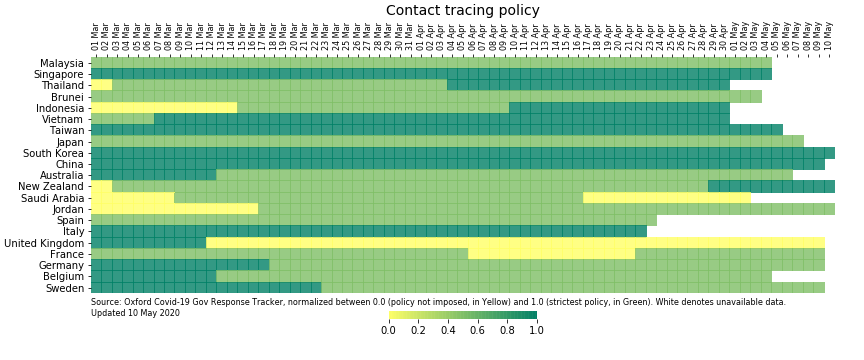 Contact tracing policy
01 Mar
02 Mar
03 Mar
04 Mar
05 Mar
06 Mar
07 Mar
08 Mar
09 Mar
10 Mar
11 Mar
12 Mar
13 Mar
14 Mar
15 Mar
16 Mar
17 Mar
18 Mar
19 Mar
20 Mar
21 Mar
22 Mar
23 Mar
24 Mar
25 Mar
26 Mar
27 Mar
28 Mar
29 Mar
30 Mar
31 Mar
01 Apr
02 Apr
03 Apr
04 Apr
05 Apr
06 Apr
07 Apr
08 Apr
09 Apr
10 Apr
11 Apr
12 Apr
13 Apr
14 Apr
15 Apr
16 Apr
17 Apr
18 Apr
19 Apr
20 Apr
21 Apr
22 Apr
23 Apr
24 Apr
25 Apr
26 Apr
27 Apr
28 Apr
29 Apr
30 Apr
01 May
02 May
03 May
04 May
05 May
06 May
07 May
08 May
09 May
10 May
Malaysia
Singapore
Thailand
Brunei
Indonesia
Vietnam
Taiwan
Japan
South Korea
China
Australia
New Zealand
Saudi Arabia
Jordan
Spain
Italy
United Kingdom
France
Germany
Belgium
Sweden
Source: Oxford Covid-19 Gov Response Tracker, normalized between 0.0 (policy not imposed, in Yellow) and 1.0 (strictest policy, in Green). White denotes unavailable data.
Updated 10 May 2020
0.0 0.2 0.4 0.6 0.8 1.0